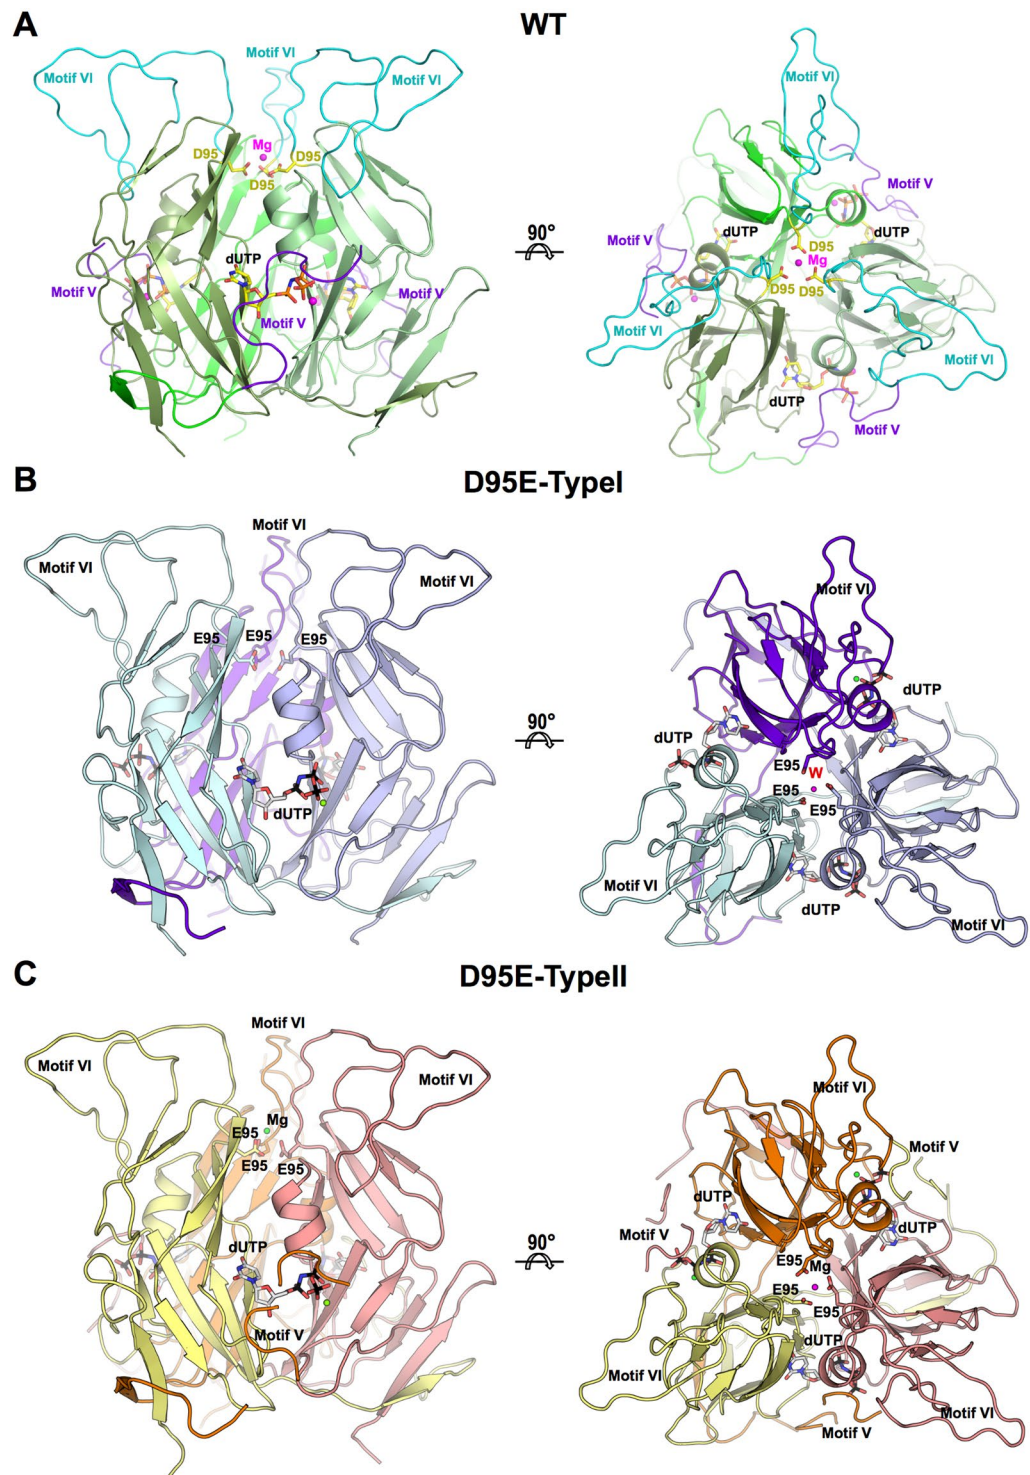 A
WT
Motif VI
Motif VI
Motif VI
Mg
D95
D95
D95
dUTP
Motif V
Motif V
Motif V
90°
Motif VI
Motif V
Motif V
dUTP
dUTP
D95
Mg
D95
D95
Motif VI
Motif VI
dUTP
Motif V
B
D95E-TypeI
Motif VI
Motif VI
Motif VI
E95
E95
E95
dUTP
90°
Motif VI
dUTP
dUTP
E95
W
E95
E95
Motif VI
dUTP
Motif VI
C
D95E-TypeII
Motif VI
Motif VI
Motif VI
Mg
E95
E95
E95
dUTP
Motif V
90°
Motif VI
Motif V
dUTP
dUTP
Motif V
E95
Mg
E95
E95
dUTP
Motif VI
Motif VI
Motif V